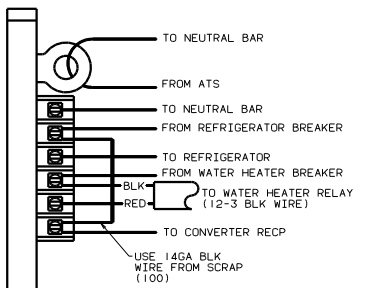 TO NEUTRAL BAR
FROM ATS
TO NEUTRAL BAR
FROM REFRIGERATOR BREAKER
TO REFRIGERATOR
FROM WATER HEATER BREAKER
BLK
TO WATER HEATER RELAY
RED
(12-3 BLK WIRE)
TO CONVERTER RECP
USE 14GA BLK
WIRE FROM SCRAP
(100)